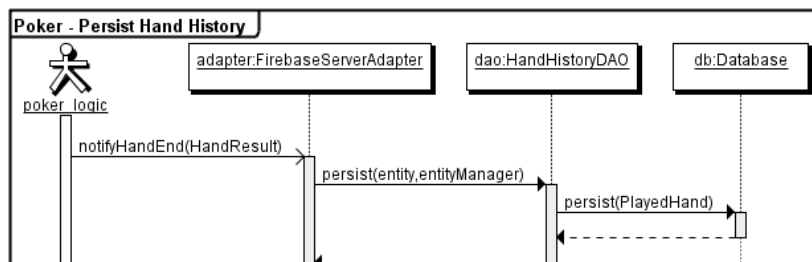 Poker - Persist Hand History
adapter:FirebaseServerAdapter
dao:HandHistoryDAO
db:Database
poker_logic
notifyHandEnd(HandResult)
persist(entity,entityManager)
persist(PlayedHand)